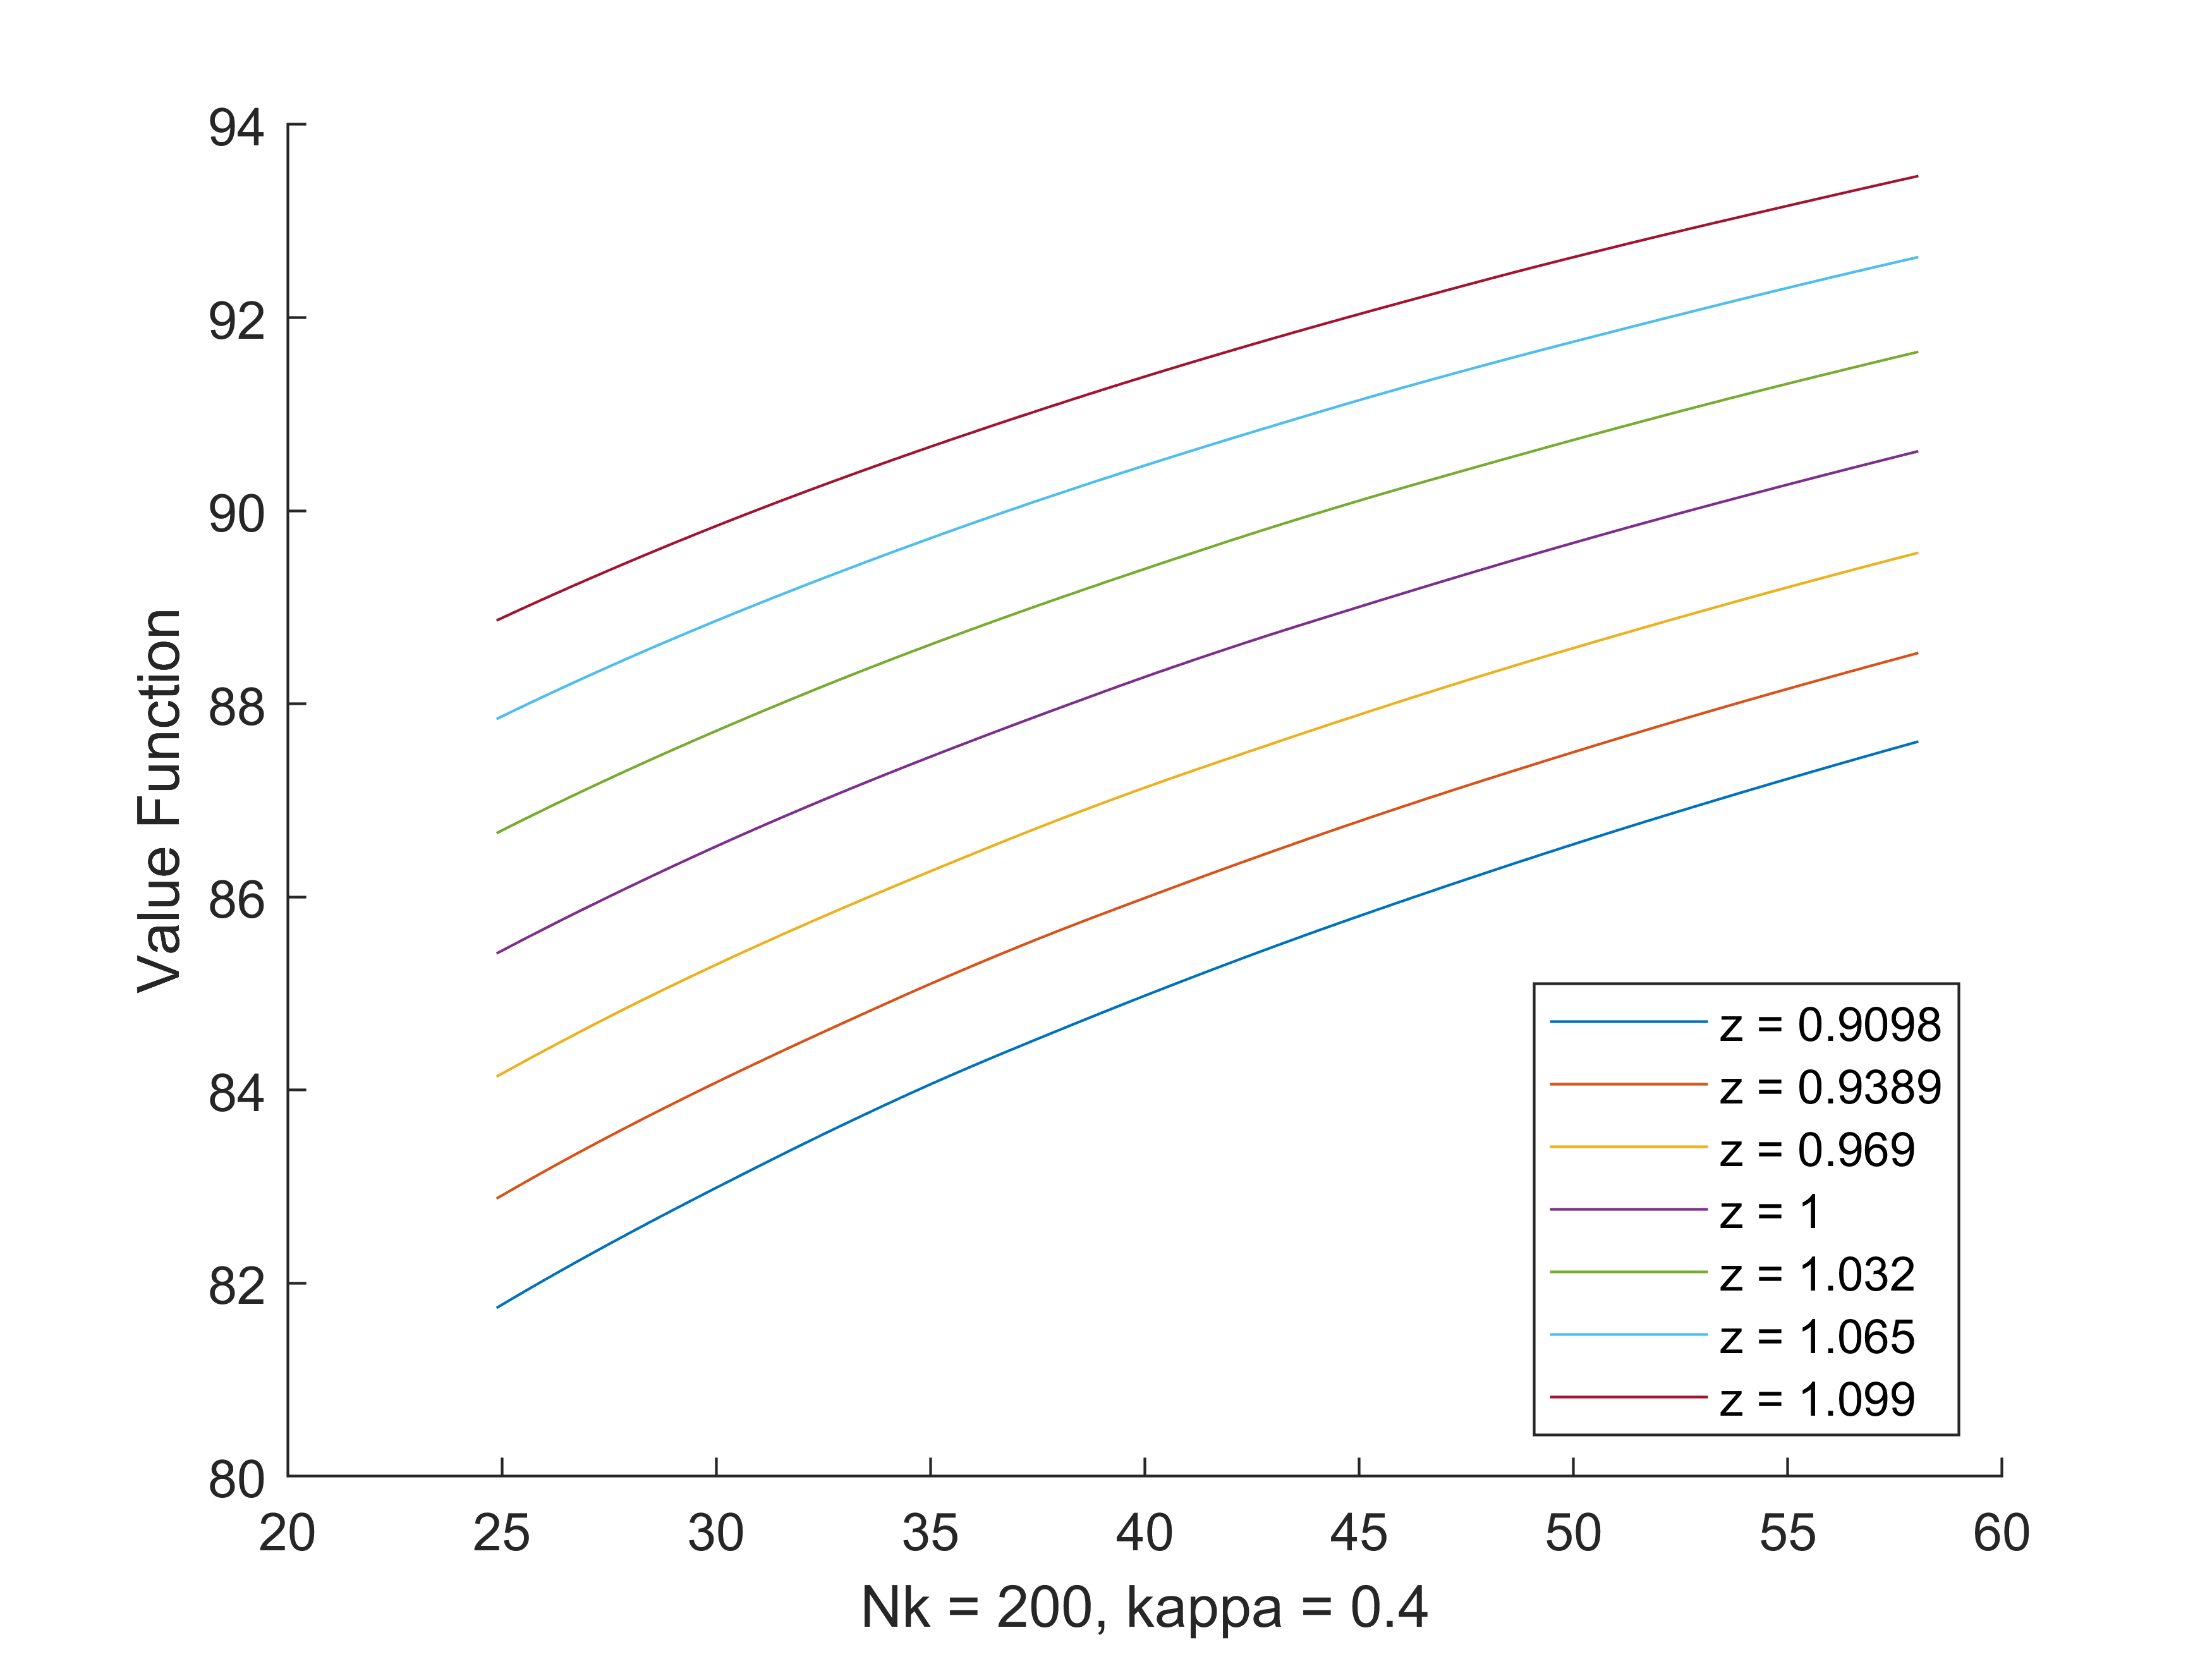 94
92
90
88
86
84
82
80
Value Function
z = 0.9098
z = 0.9389
z = 0.969
z = 1
z = 1.032
z = 1.065
z = 1.099
20 25 30 35 40 45 50 55 60
Nk = 200, kappa = 0.4